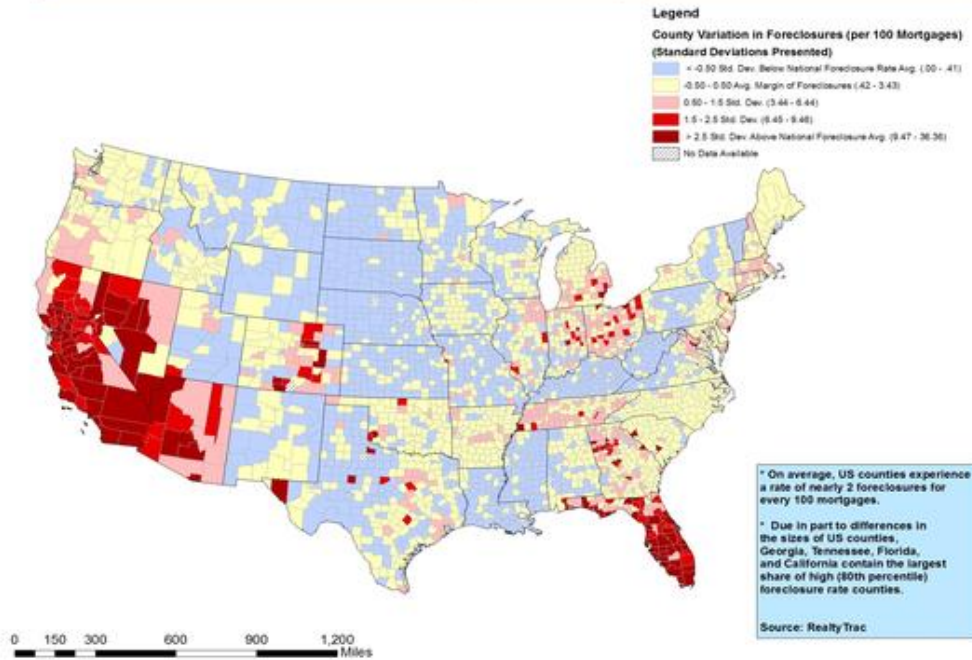 Legend
County Variation in Foreclosures (per 100 Mortgages)
(Standard Deviations Presented)
< -0.50 Std. Dev. Below National Foreclosure Rate Avg. (.00 - .41)
-0.50 - 0.50 Avg. Margin of Foreclosures (.42 - 3.43)
0.50 - 1.5 Std. Dev. (3.44 - 6.44)
1.5 - 2.5 Std. Dev. (6.45 - 9.46)
> 2.5 Std. Dev. Above National Foreclosure Avg. (9.47 - 36.36)
No Data Available
* On average, US counties experience
a rate of nearly 2 foreclosures for
every 100 mortgages.
* Due in part to differences in
the sizes of US counties,
Georgia, Tennessee, Florida,
and California contain the largest
share of high (80th percentile)
foreclosure rate counties.
Source: RealtyTrac
0 150 300 600 900 1,200
Miles